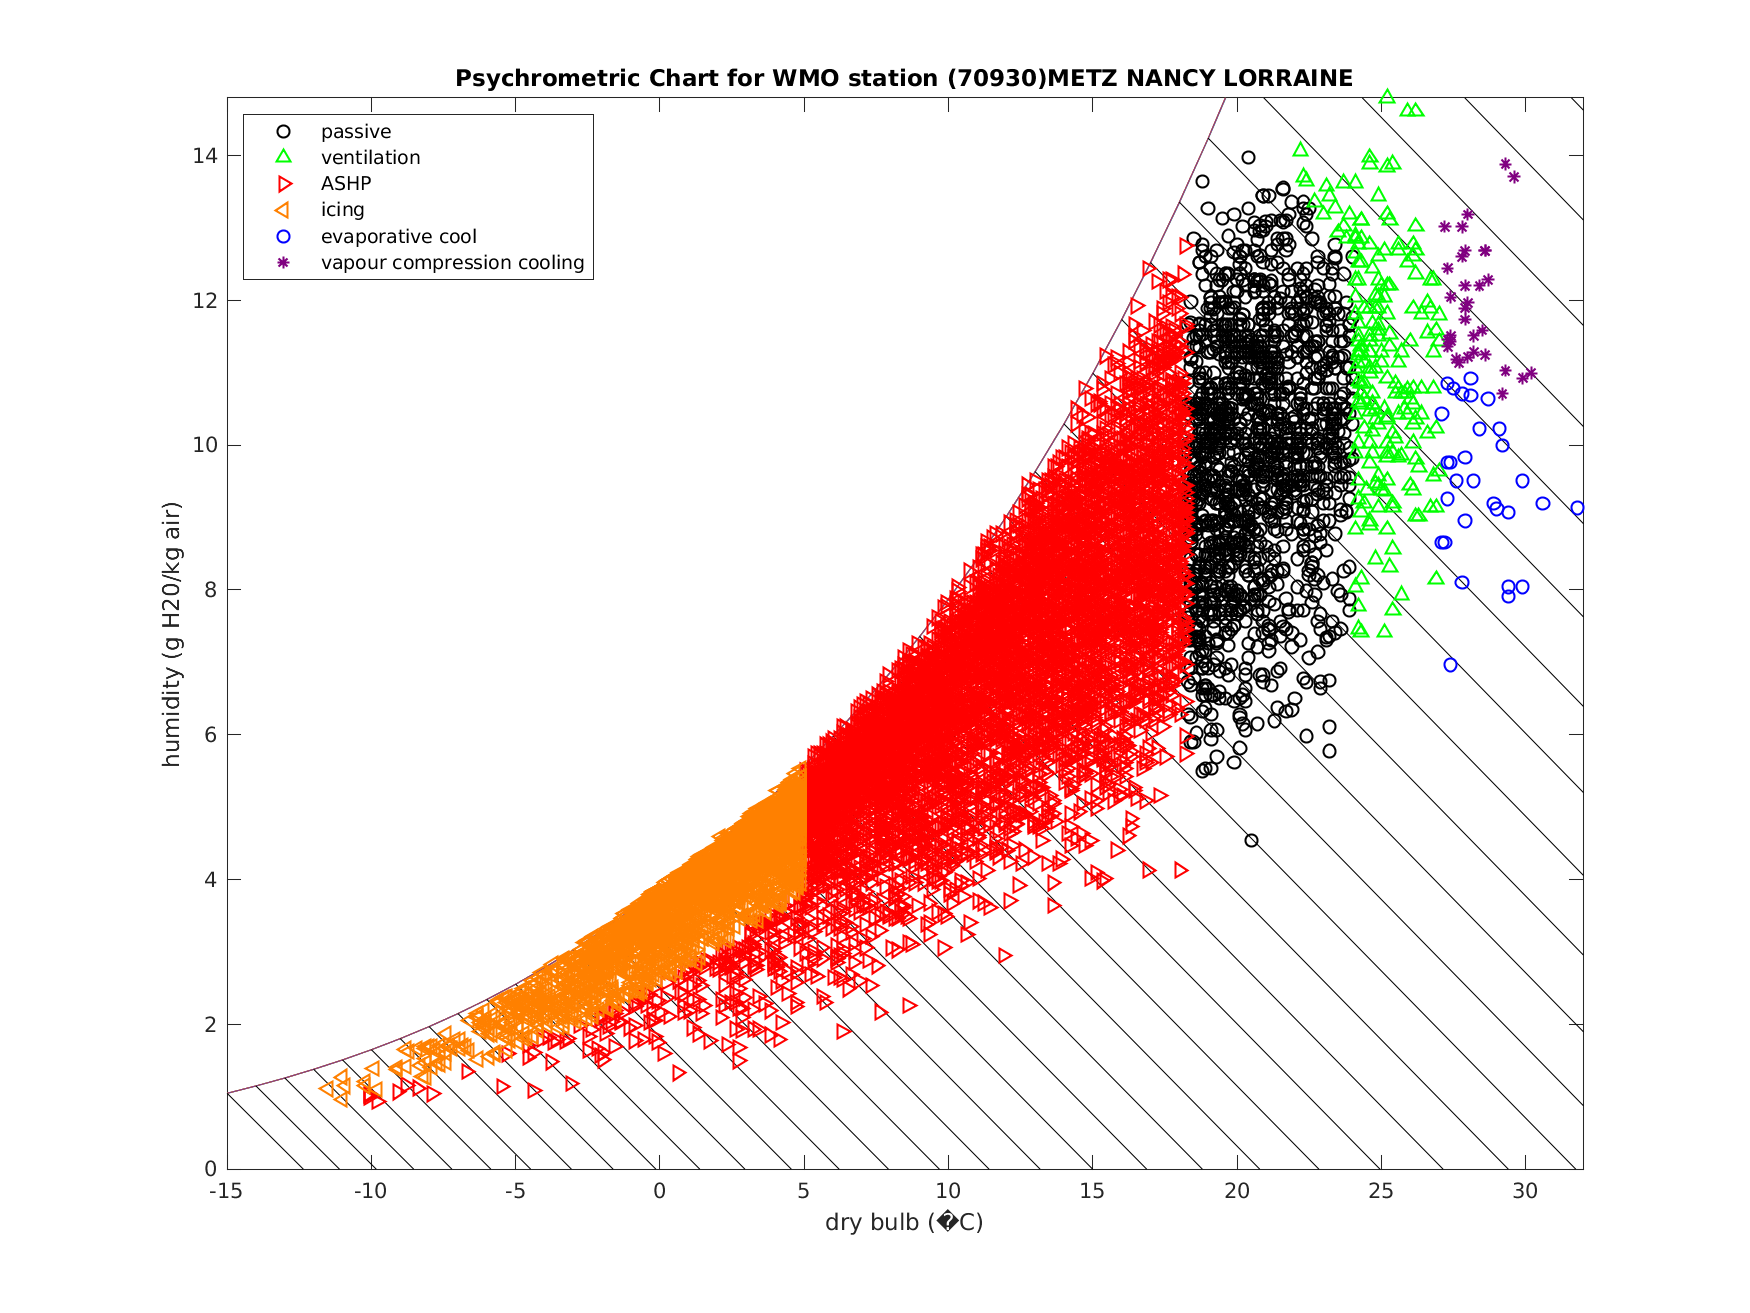 Psychrometric Chart for WMO station (70930)METZ NANCY LORRAINE
passive
ventilation
ASHP
icing
evaporative cool
vapour compression cooling
humidity (g H20/kg air)
14
12
10
8
6
4
2
0
-15 -10 -5 0 5 10 15 20 25 30
dry bulb (�C)